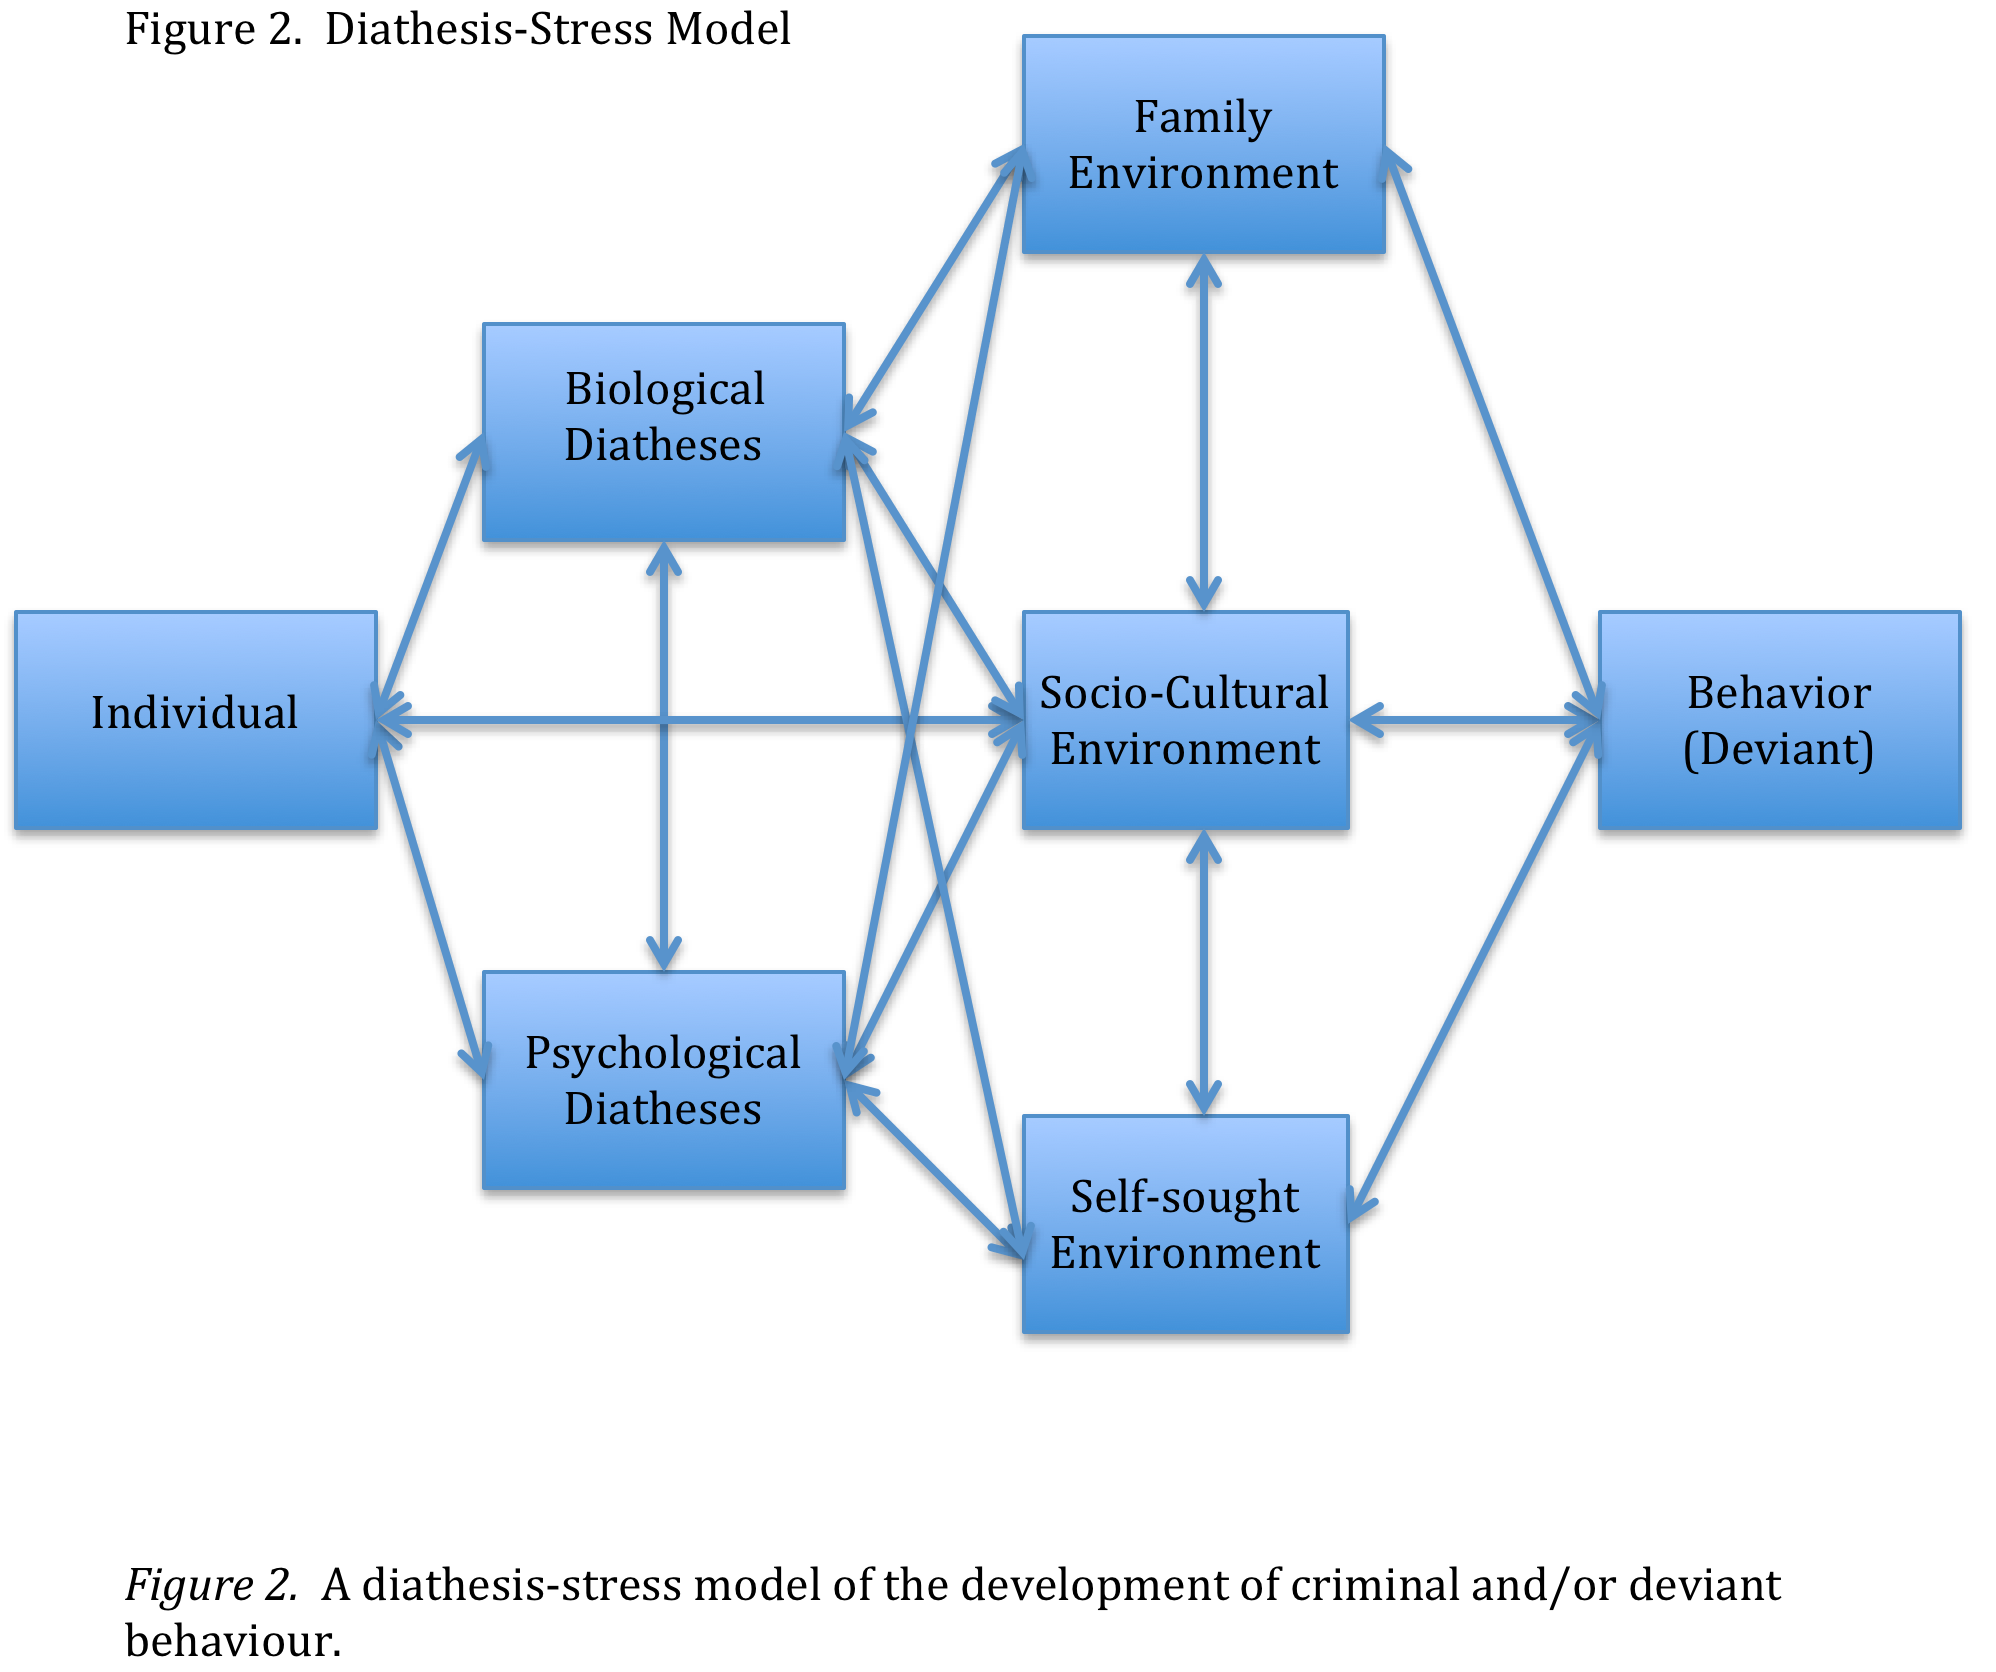 Figure 2.  Diathesis-Stress Model
Family
Environment
Biological
Diatheses
Individual
Socio-Cultural
Environment
Behavior
(Deviant)
Psychological
Diatheses
Self-sought
Environment
Figure 2.  A diathesis-stress model of the development of criminal and/or deviant
behaviour.